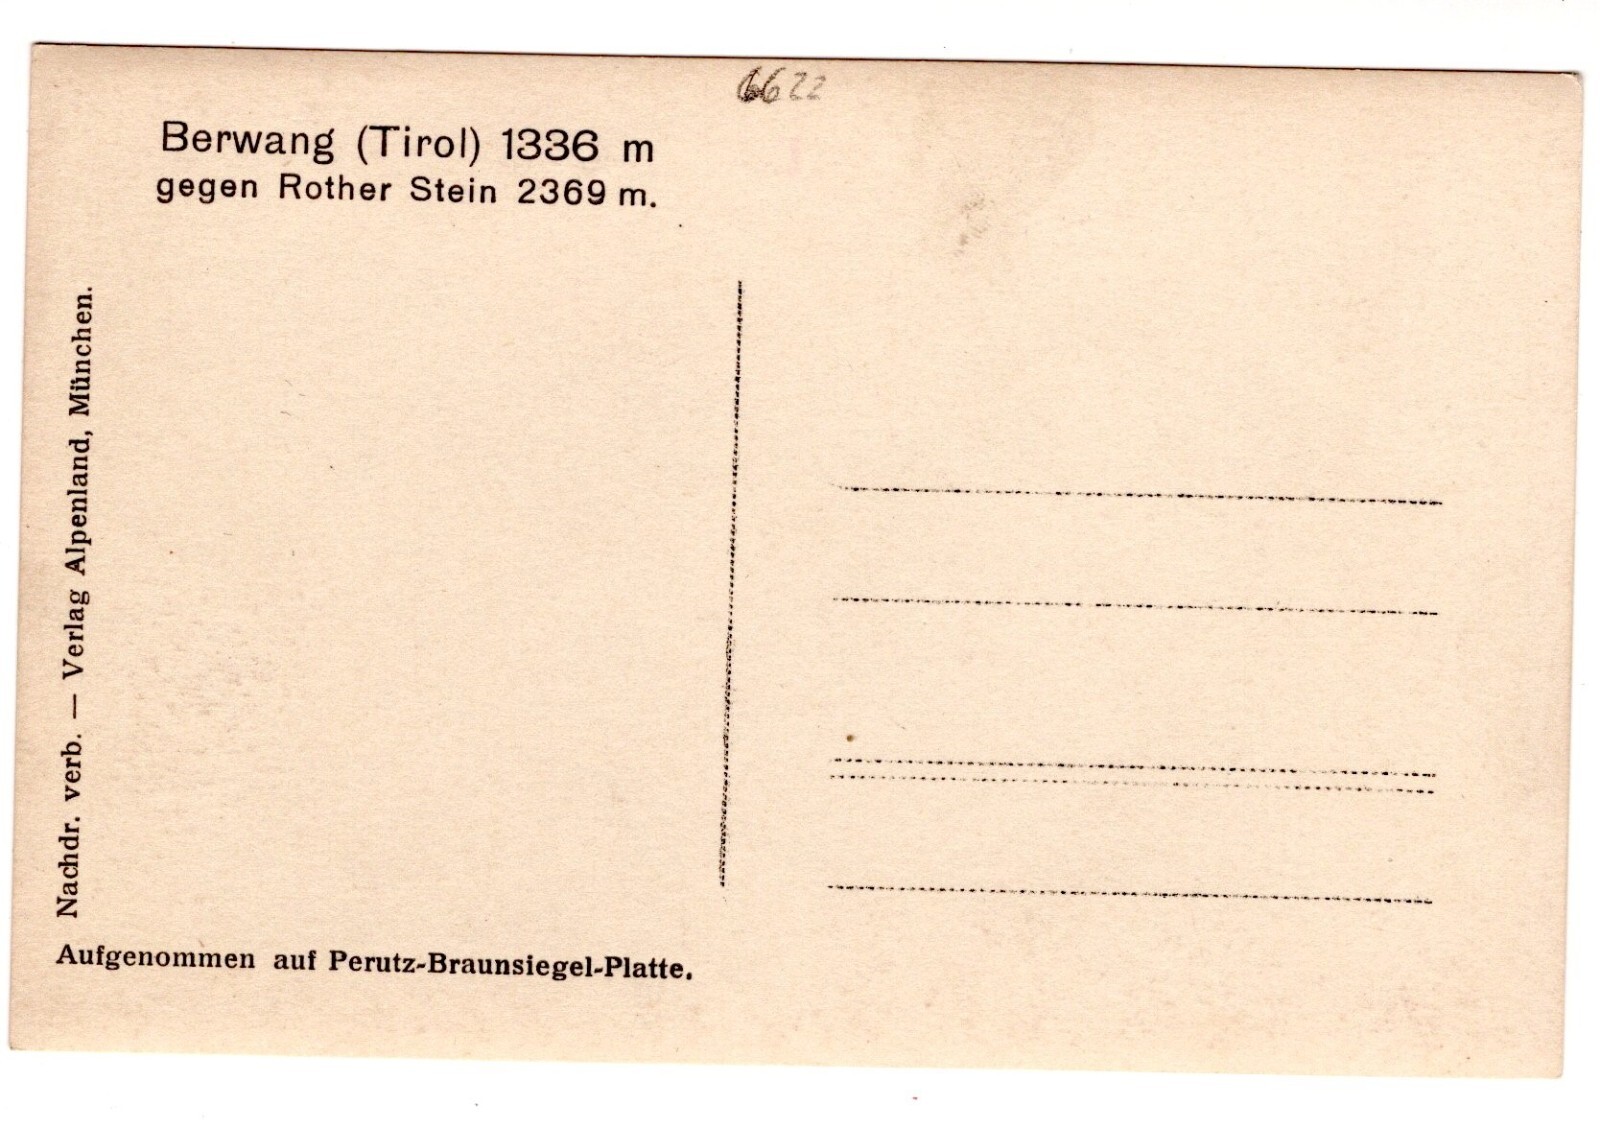 6622
Berwang (Tirol) 1336 m
gegen Rother Stein 2369 m.
Nachdr. verb. — Verlag Alpenland, München.
Aufgenommen auf Perutz-Braunsiegel-Platte.